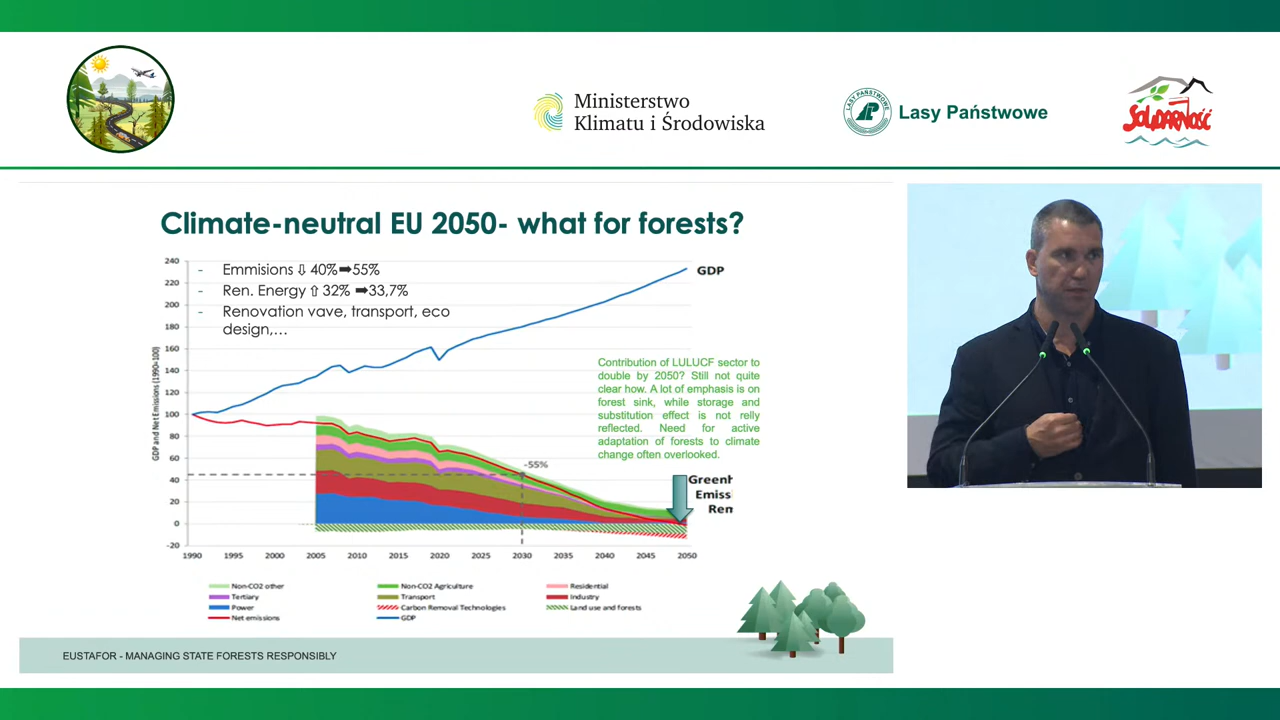 Ministerstwo
Klimatu i Środowiska
LASY PAŃSTWOWE
Lasy Państwowe
SOLIDARNOŚĆ
Climate-neutral EU 2050- what for forests?
- Emmisions ⇩ 40%➡55%
- Ren. Energy ⇧ 32% ➡33,7%
- Renovation vave, transport, eco
design,...
GDP
GDP and Net Emissions (1990=100)
240
220
200
180
160
140
120
100
80
60
40
20
0
-20
Contribution of LULUCF sector to
double by 2050? Still not quite
clear how. A lot of emphasis is on
forest sink, while storage and
substitution effect is not relly
reflected. Need for active
adaptation of forests to climate
change often overlooked.
-55%
Greenh
Emiss
Rem
1990 1995 2000 2005 2010 2015 2020 2025 2030 2035 2040 2045 2050
Non-CO2 other Non-CO2 Agriculture Residential
Tertiary Transport Industry
Power Carbon Removal Technologies Land use and forests
Net emissions GDP
EUSTAFOR - MANAGING STATE FORESTS RESPONSIBLY